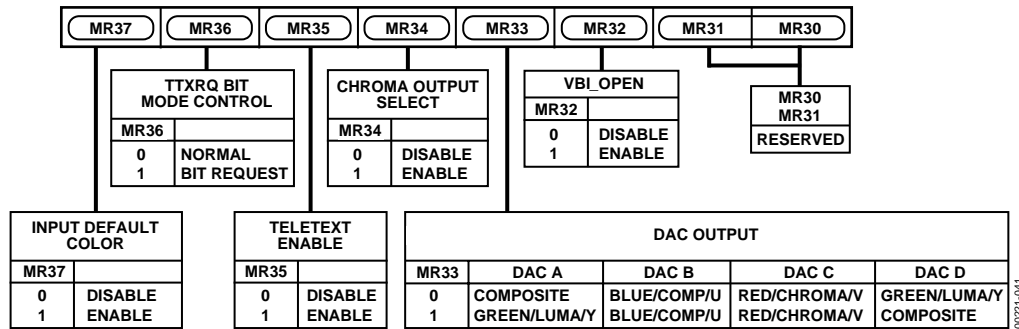 MR37 MR36 MR35 MR34 MR33 MR32 MR31 MR30
TTXRQ BIT
MODE CONTROL
MR36
0 NORMAL
1 BIT REQUEST
CHROMA OUTPUT
SELECT
MR34
0 DISABLE
1 ENABLE
VBI_OPEN
MR32
0 DISABLE
1 ENABLE
MR30
MR31
RESERVED
INPUT DEFAULT
COLOR
MR37
0 DISABLE
1 ENABLE
TELETEXT
ENABLE
MR35
0 DISABLE
1 ENABLE
DAC OUTPUT
MR33 DAC A DAC B DAC C DAC D
0 COMPOSITE BLUE/COMP/U RED/CHROMA/V GREEN/LUMA/Y
1 GREEN/LUMA/Y BLUE/COMP/U RED/CHROMA/V COMPOSITE